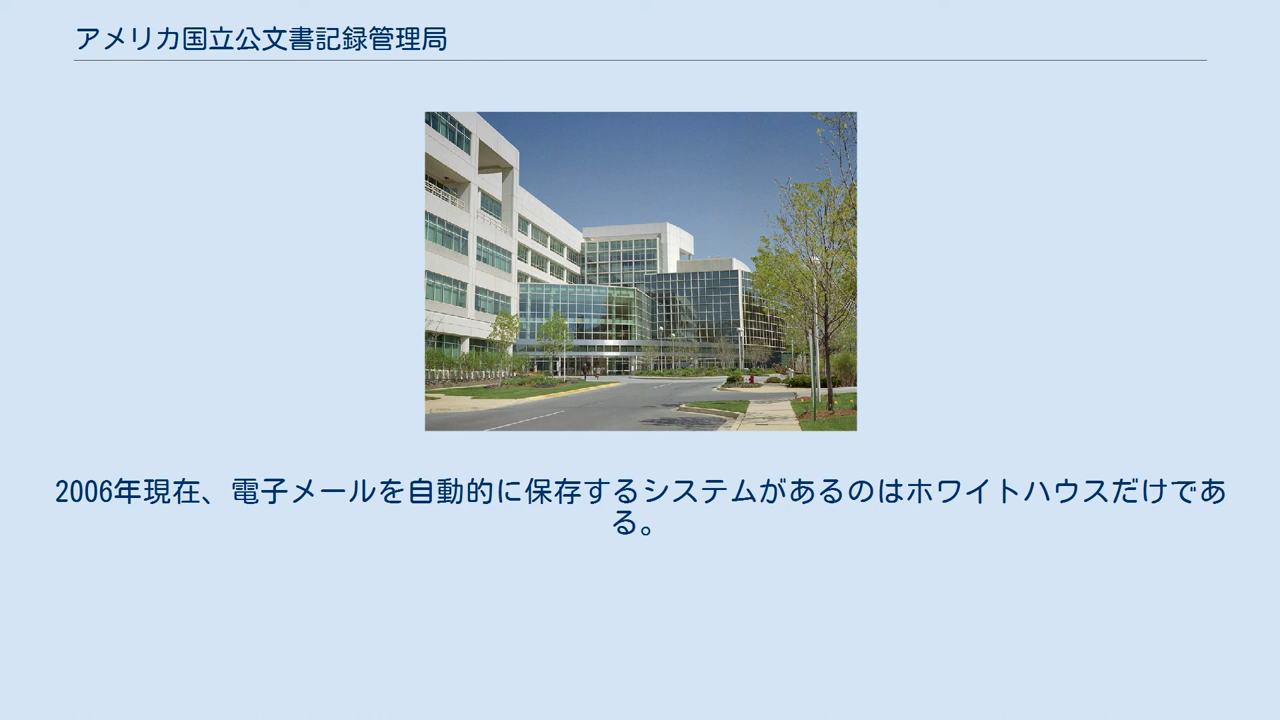 アメリカ国立公文書記録管理局
2006年現在、電子メールを自動的に保存するシステムがあるのはホワイトハウスだけであ
る。